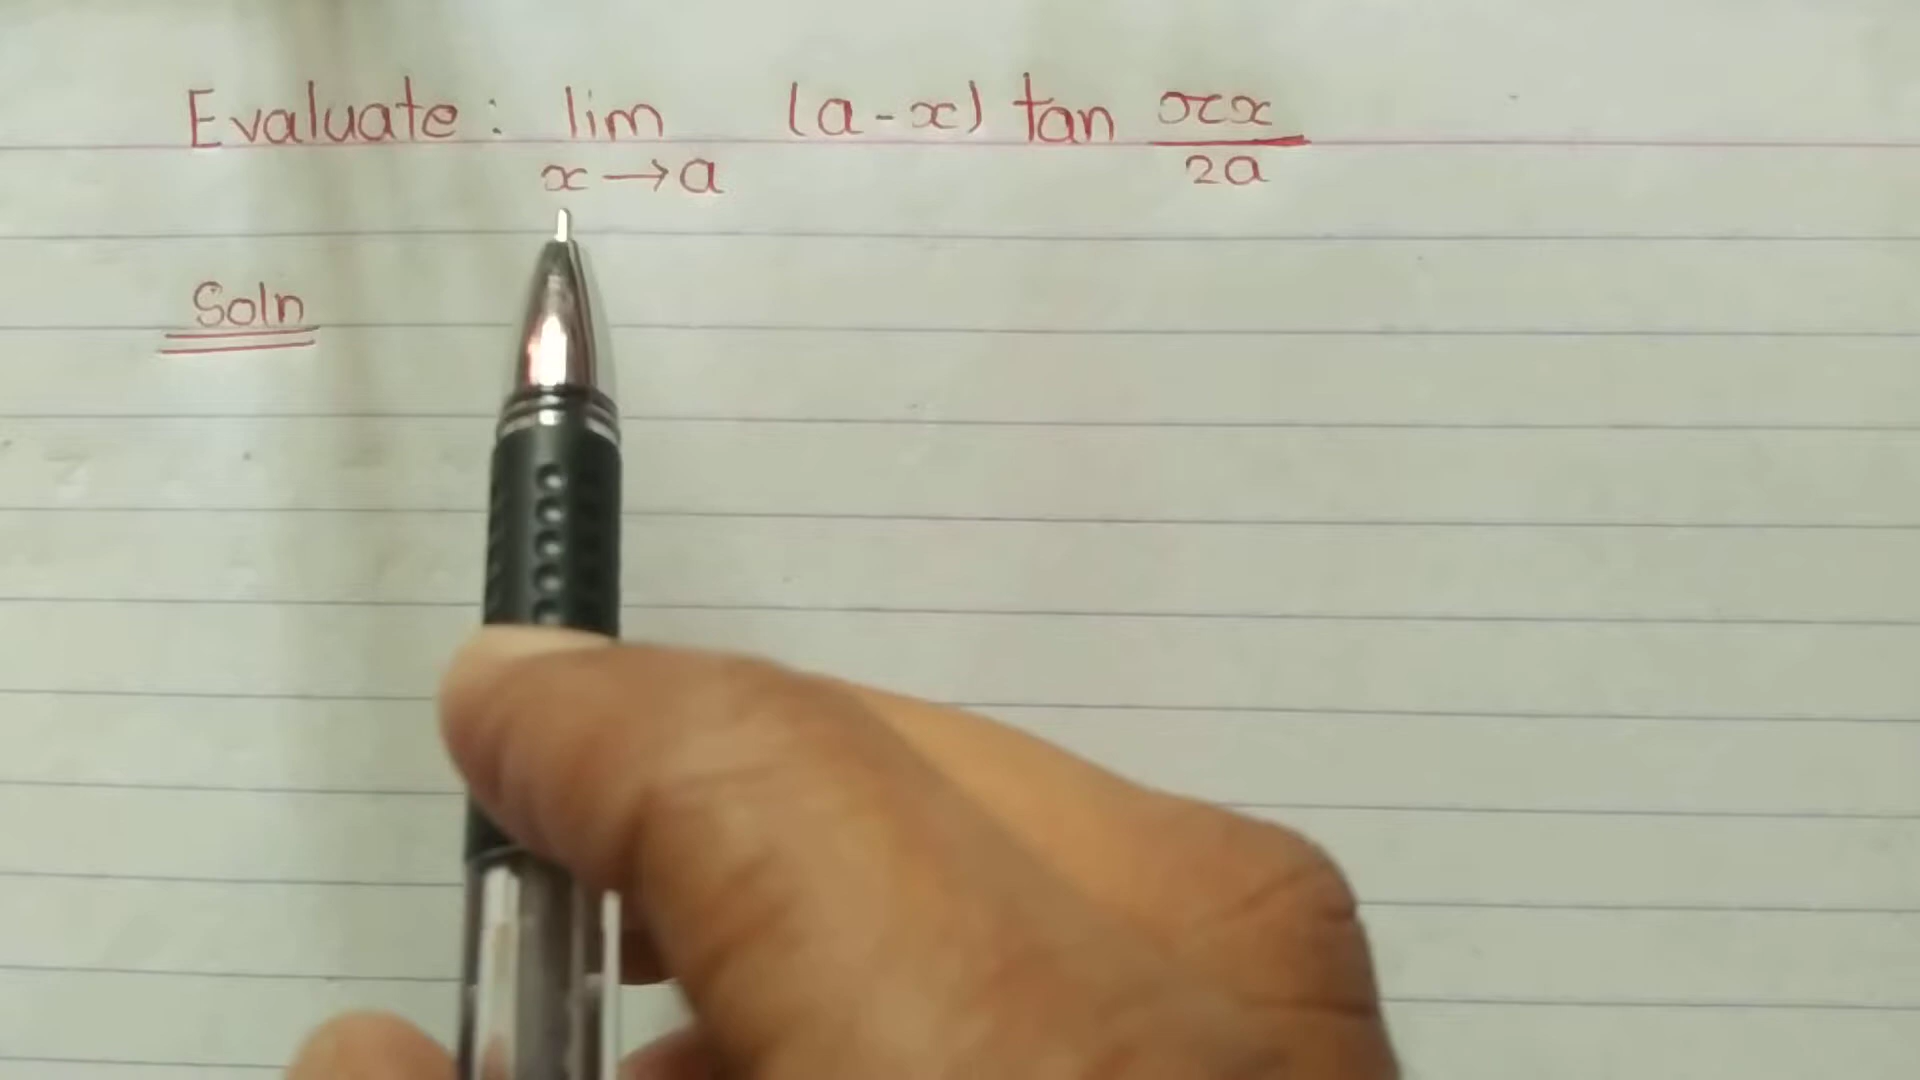 Evaluate: lim (a-x) tan πx
x→a 2a
Soln